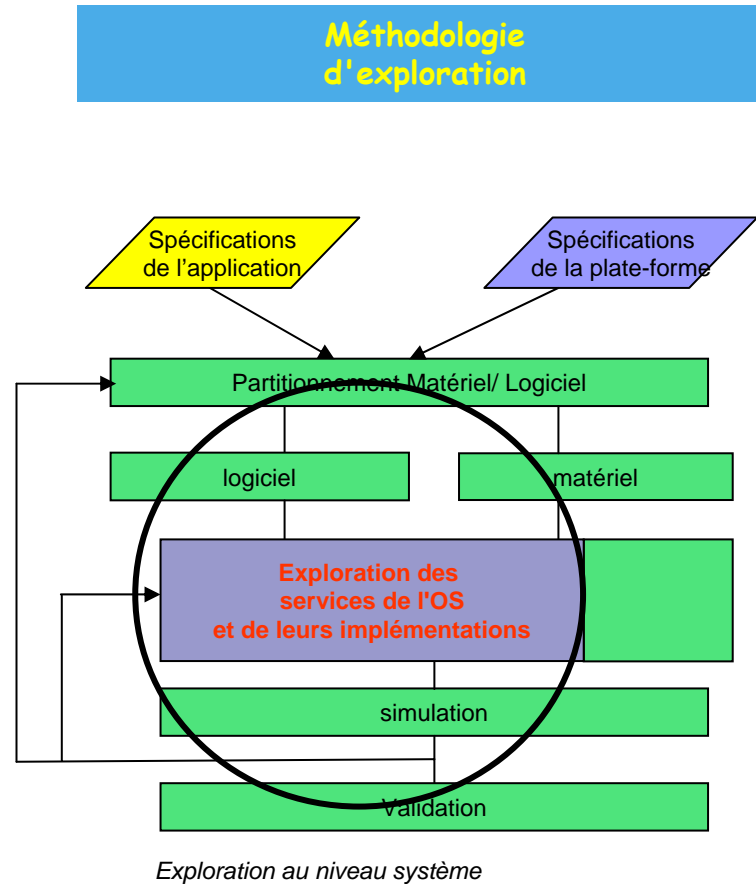 Méthodologie
d'exploration
Spécifications
de l’application
Spécifications
de la plate-forme
Partitionnement Matériel/ Logiciel
logiciel
matériel
Exploration des
services de l'OS
et de leurs implémentations
simulation
Validation
Exploration au niveau système